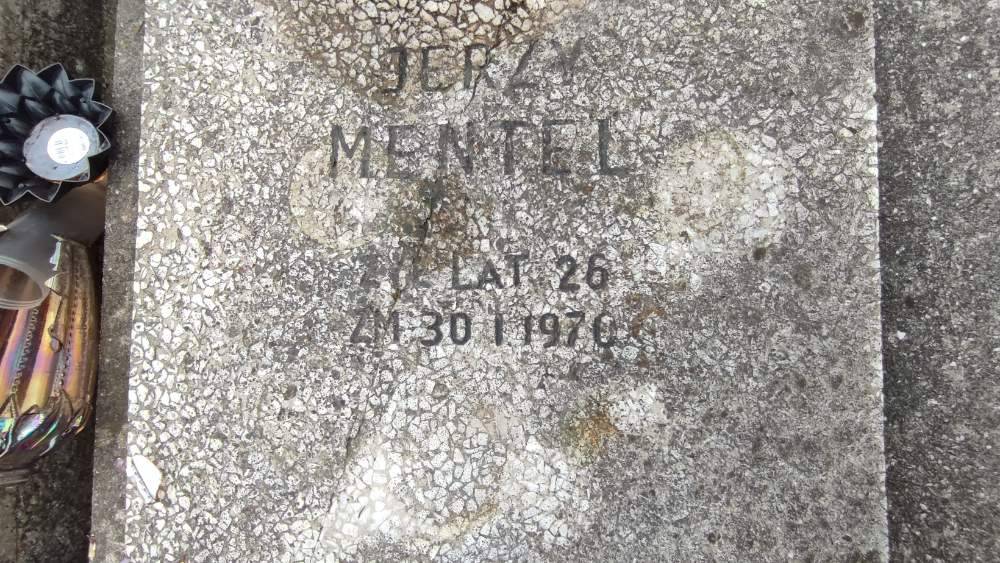 JERZY
MENTEL
ŻYŁ LAT 26
ZM 30 I 1970